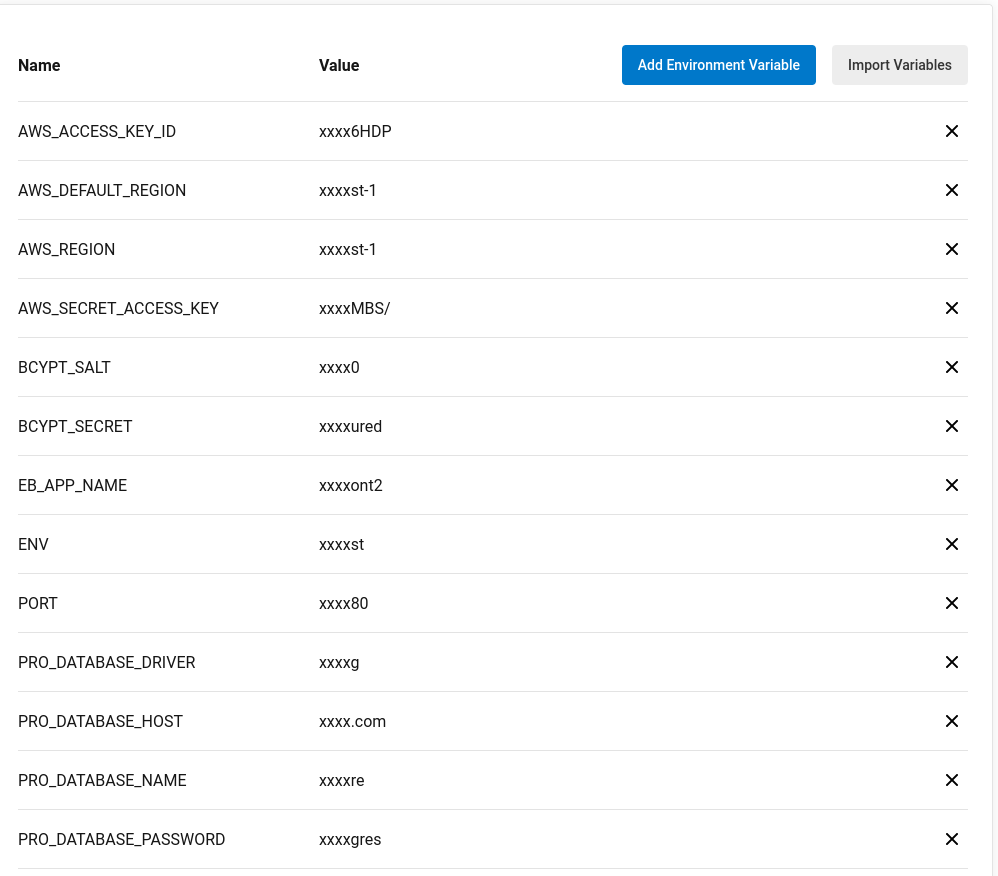 Name Value Add Environment Variable Import Variables
AWS_ACCESS_KEY_ID xxxx6HDP
AWS_DEFAULT_REGION xxxxst-1
AWS_REGION xxxxst-1
AWS_SECRET_ACCESS_KEY xxxxMBS/
BCYPT_SALT xxxx0
BCYPT_SECRET xxxxured
EB_APP_NAME xxxxont2
ENV xxxxst
PORT xxxx80
PRO_DATABASE_DRIVER xxxxg
PRO_DATABASE_HOST xxxx.com
PRO_DATABASE_NAME xxxxre
PRO_DATABASE_PASSWORD xxxxgres